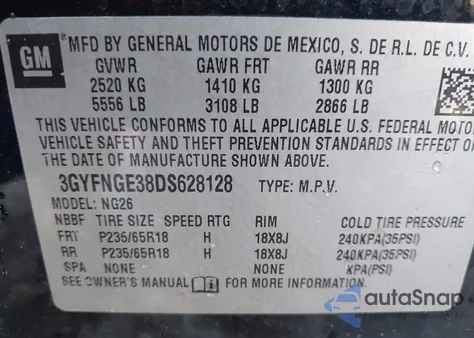 GM
MFD BY GENERAL MOTORS DE MEXICO, S. DE R.L. DE C.V.
GVWR GAWR FRT GAWR RR
2520 KG 1410 KG 1300 KG
5556 LB 3108 LB 2866 LB
THIS VEHICLE CONFORMS TO ALL APPLICABLE U.S. FEDERAL MOTOR
VEHICLE SAFETY AND THEFT PREVENTION STANDARDS IN
EFFECT ON THE DATE OF MANUFACTURE SHOWN ABOVE.
3GYFNGE38DS628128 TYPE: M.P.V.
MODEL: NG26
NBBF TIRE SIZE SPEED RTG RIM COLD TIRE PRESSURE
FRT P235/65R18 H 18X8J 240KPA(35PSI)
RR P235/65R18 H 18X8J 240KPA(35PSI)
SPA NONE NONE KPA(PSI)
SEE OWNER'S MANUAL FOR MORE INFORMATION.
autoSnap